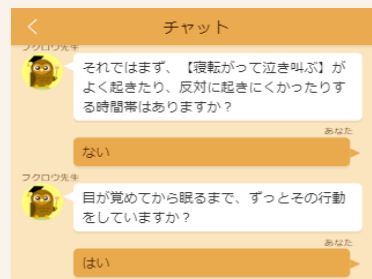 チャット
フクロウ先生
それではまず、【寝転がって泣き叫ぶ】が
よく起きたり、反対に起きにくかったりす
る時間帯はありますか？
あなた
ない
フクロウ先生
目が覚めてから眠るまで、ずっとその行動
をしていますか？
あなた
はい